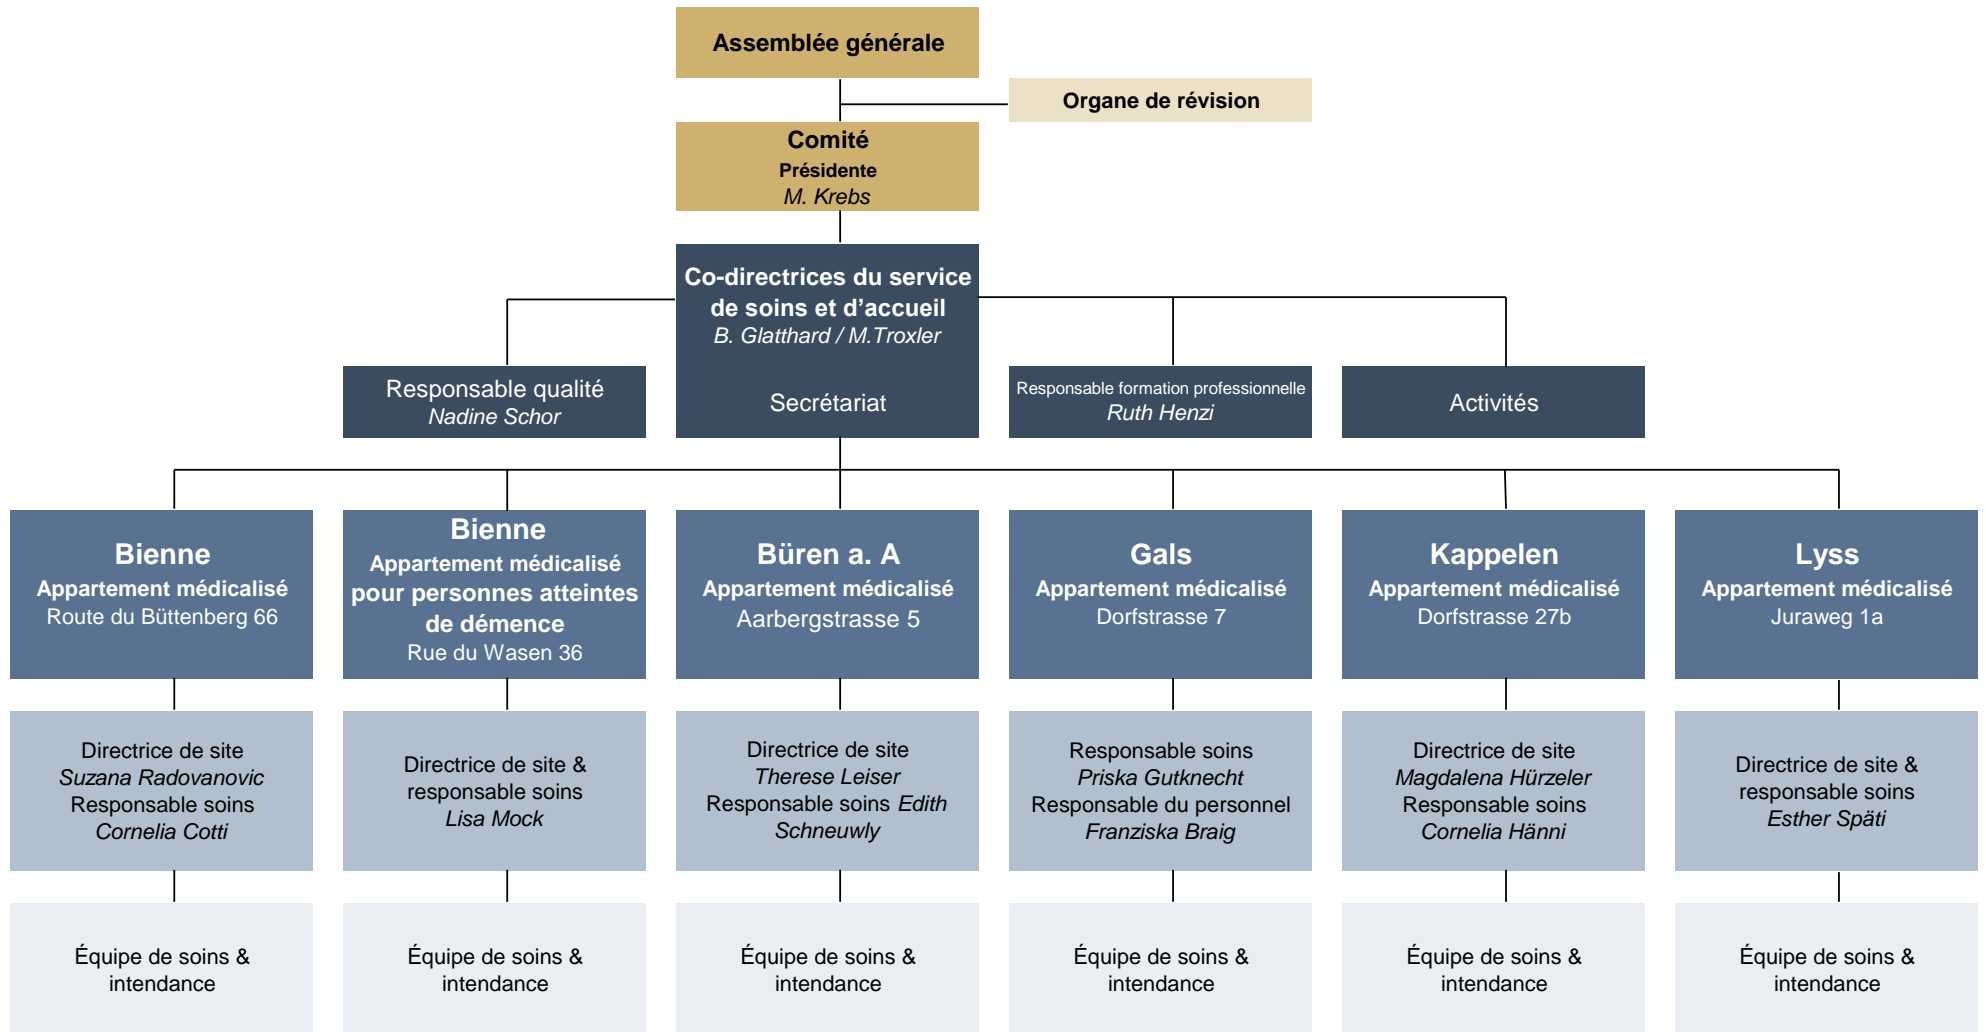 Assemblée générale
Organe de révision
Comité
Présidente
M. Krebs
Co-directrices du service
de soins et d’accueil
B. Glatthard / M.Troxler
Secrétariat
Responsable qualité
Nadine Schor
Responsable formation professionnelle
Ruth Henzi
Activités
Bienne
Appartement médicalisé
Route du Büttenberg 66
Bienne
Appartement médicalisé
pour personnes atteintes
de démence
Rue du Wasen 36
Büren a. A
Appartement médicalisé
Aarbergstrasse 5
Gals
Appartement médicalisé
Dorfstrasse 7
Kappelen
Appartement médicalisé
Dorfstrasse 27b
Lyss
Appartement médicalisé
Juraweg 1a
Directrice de site
Suzana Radovanovic
Responsable soins
Cornelia Cotti
Directrice de site &
responsable soins
Lisa Mock
Directrice de site
Therese Leiser
Responsable soins Edith
Schneuwly
Responsable soins
Priska Gutknecht
Responsable du personnel
Franziska Braig
Directrice de site
Magdalena Hürzeler
Responsable soins
Cornelia Hänni
Directrice de site &
responsable soins
Esther Späti
Équipe de soins &
intendance
Équipe de soins &
intendance
Équipe de soins &
intendance
Équipe de soins &
intendance
Équipe de soins &
intendance
Équipe de soins &
intendance